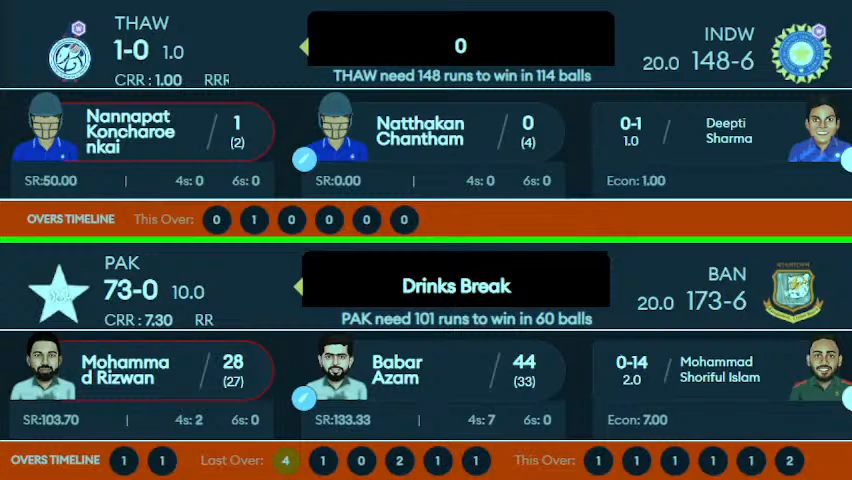 THAW
1-0 1.0
CRR : 1.00 RRR
0
THAW need 148 runs to win in 114 balls
INDW
20.0 148-6
Nannapat
Koncharoe
nkai
1
(2)
Natthakan
Chantham
0
(4)
0-1
1.0
Deepti
Sharma
SR:50.00 | 4s: 0 6s: 0
SR:0.00 | 4s: 0 6s: 0
Econ: 1.00
OVERS TIMELINE This Over: 0 1 0 0 0 0
PAK
73-0 10.0
CRR : 7.30 RR
Drinks Break
PAK need 101 runs to win in 60 balls
BAN
20.0 173-6
Mohamma
d Rizwan
28
(27)
Babar
Azam
44
(33)
0-14
2.0
Mohammad
Shoriful Islam
SR:103.70 | 4s: 2 6s: 0
SR:133.33 | 4s: 7 6s: 0
Econ: 7.00
OVERS TIMELINE 1 1 Last Over: 4 1 0 2 1 1 This Over: 1 1 1 1 1 2